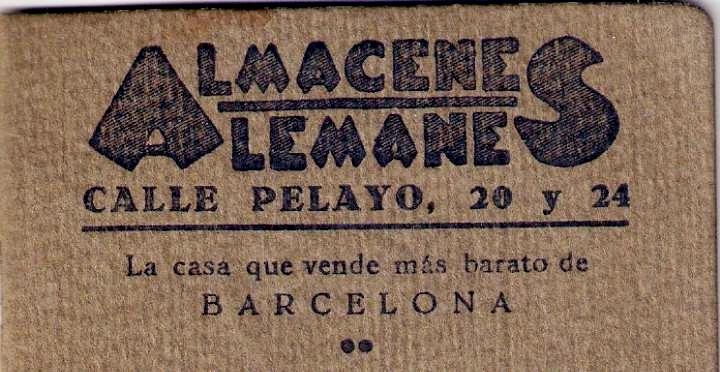 ALMACENES
ALEMANES
CALLE PELAYO, 20 y 24
La casa que vende más barato de
BARCELONA